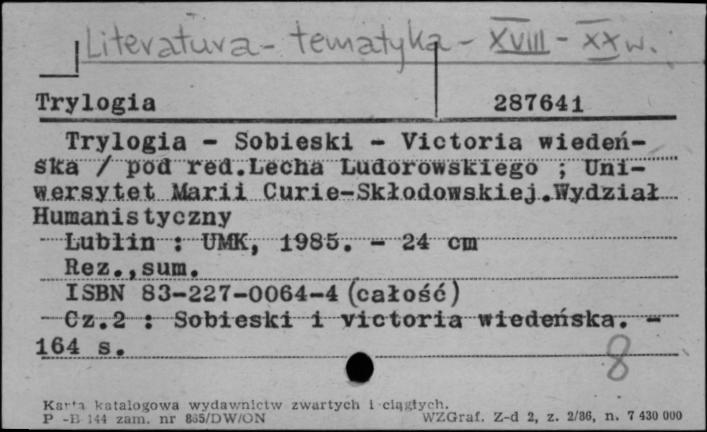 Literatura - tematyka - XVIII - XX w.
Trylogia 287641
Trylogia - Sobieski - Victoria wiedeń-
ska / pod red.Lecha Ludorowskiego ; Uni-
wersytet Marii Curie-Skłodowskiej.Wydział
Humanistyczny
Lublin : UMK, 1985. - 24 cm
Rez.,sum.
ISBN 83-227-0064-4 (całość)
Cz.2 : Sobieski i victoria wiedeńska. -
164 s.
8
Karta katalogowa wydawnictw zwartych i ciągłych.
P -B 144 zam. nr 865/DW/ON WZGraf. Z-d 2, z. 2/86, n. 7 430 000